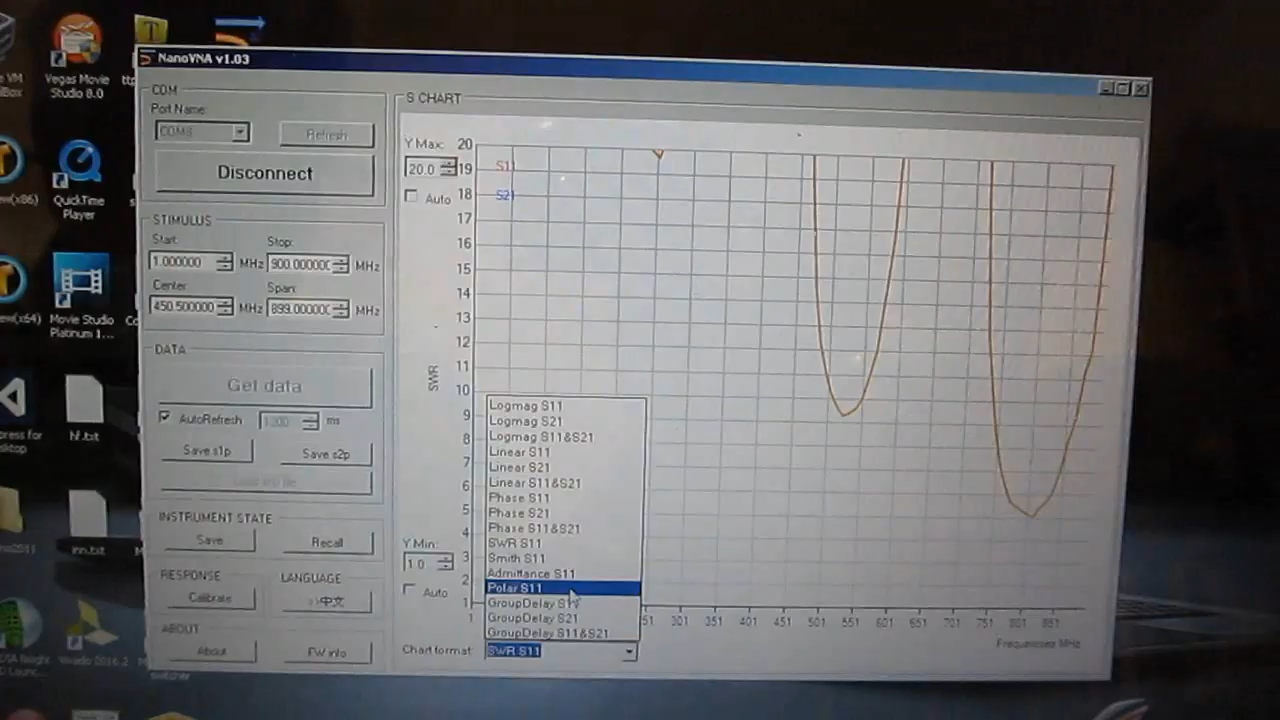 Vegas Movie
Studio 8.0
QuickTime
Player
Movie Studio
Platinum 1...
N'.txt
inn.txt
NanoVNA v1.03
COM
Port Name:
Refresh
Disconnect
STIMULUS
Start:
Stop:
1.000000 MHz
900.000000 MHz
Center
Span:
450.500000 MHz
899.000000 MHz
DATA
Get data
AutoRefresh
ms
Save s1p
Save s2p
INSTRUMENT STATE
Save
Recall
RESPONSE
LANGUAGE
Calibrate
中文
ABOUT
About
FW info
S CHART
Y Max:
20.0
Auto
S11
S21
20
19
18
17
16
15
14
13
12
11
10
9
8
7
6
5
4
3
2
1
SWR
Y Min:
1.0
Auto
Logmag S11
Logmag S21
Logmag S11&S21
Linear S11
Linear S21
Linear S11&S21
Phase S11
Phase S21
Phase S11&S21
SWR S11
Smith S11
Admittance S11
Polar S11
GroupDelay S11
GroupDelay S21
GroupDelay S11&S21
1 51 301 351 401 451 501 551 601 651 701 751 801 851
Frequencies MHz
Chart format:
SWR S11